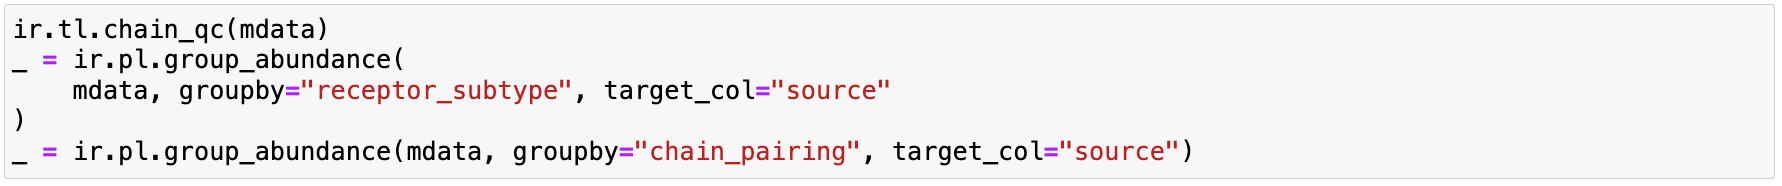 ir.tl.chain_qc(mdata)
_ = ir.pl.group_abundance(
    mdata, groupby="receptor_subtype", target_col="source"
)
_ = ir.pl.group_abundance(mdata, groupby="chain_pairing", target_col="source")